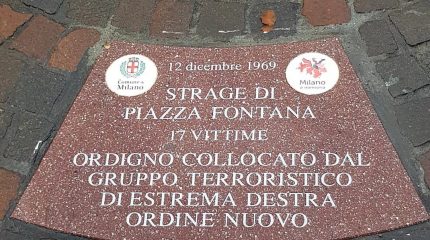 12 dicembre 1969
Comune di
Milano
Milano
STRAGE DI
PIAZZA FONTANA
17 VITTIME
ORDIGNO COLLOCATO DAL
GRUPPO TERRORISTICO
DI ESTREMA DESTRA
ORDINE NUOVO